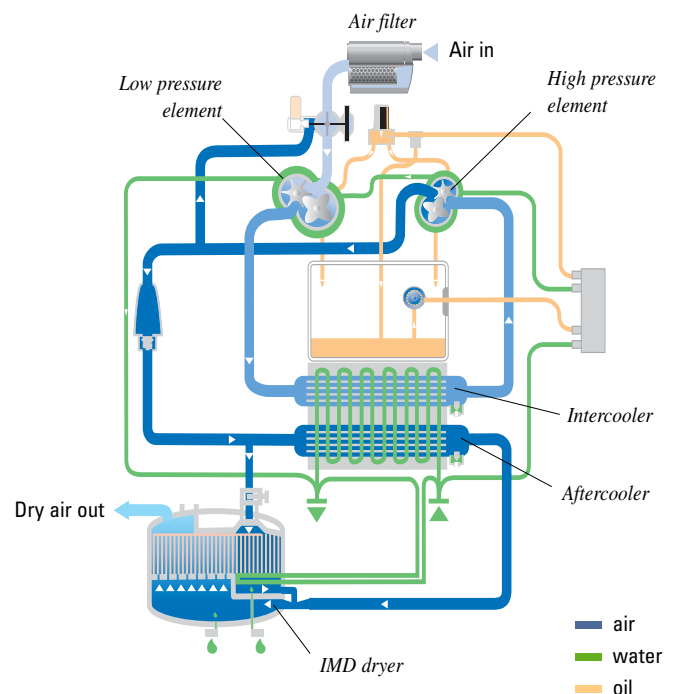 Air filter
Air in
Low pressure
element
High pressure
element
Intercooler
Aftercooler
Dry air out
IMD dryer
air
water
oil